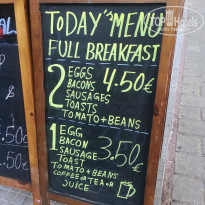 TODAY" MENU
FULL BREAKFAST
2 EGGS 4.50€
BACONS
SAUSAGES
TOASTS
TOMATO+BEANS
1 EGG 3.50€
BACON
SAUSAGE
TOAST
TOMATO+BEANS
COFFEE OR TEA OR
JUICE